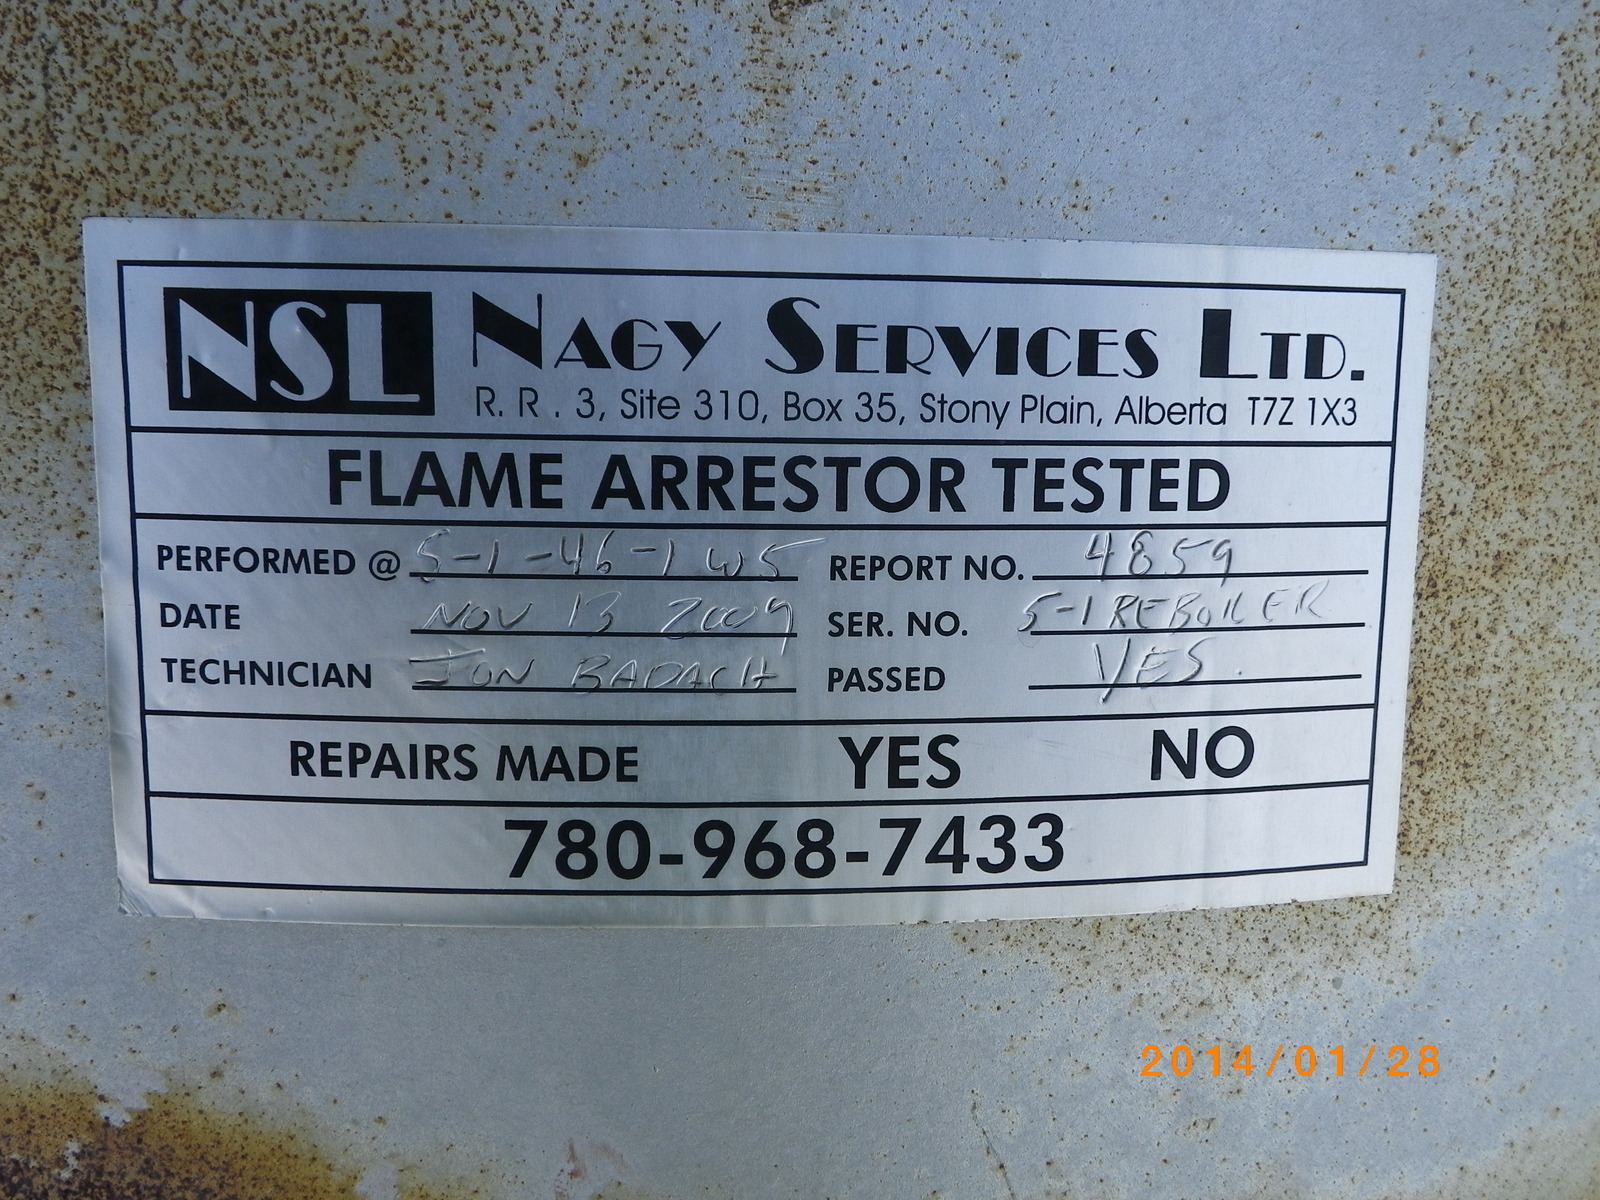 NSL NAGY SERVICES LTD.
R. R. 3, Site 310, Box 35, Stony Plain, Alberta T7Z 1X3
FLAME ARRESTOR TESTED
PERFORMED @ 5-1-46-1 W5 REPORT NO. 4859
DATE NOV 13 2009 SER. NO. 5-1 REBOILER
TECHNICIAN JON BADACH PASSED YES.
REPAIRS MADE YES NO
780-968-7433
2014/01/28